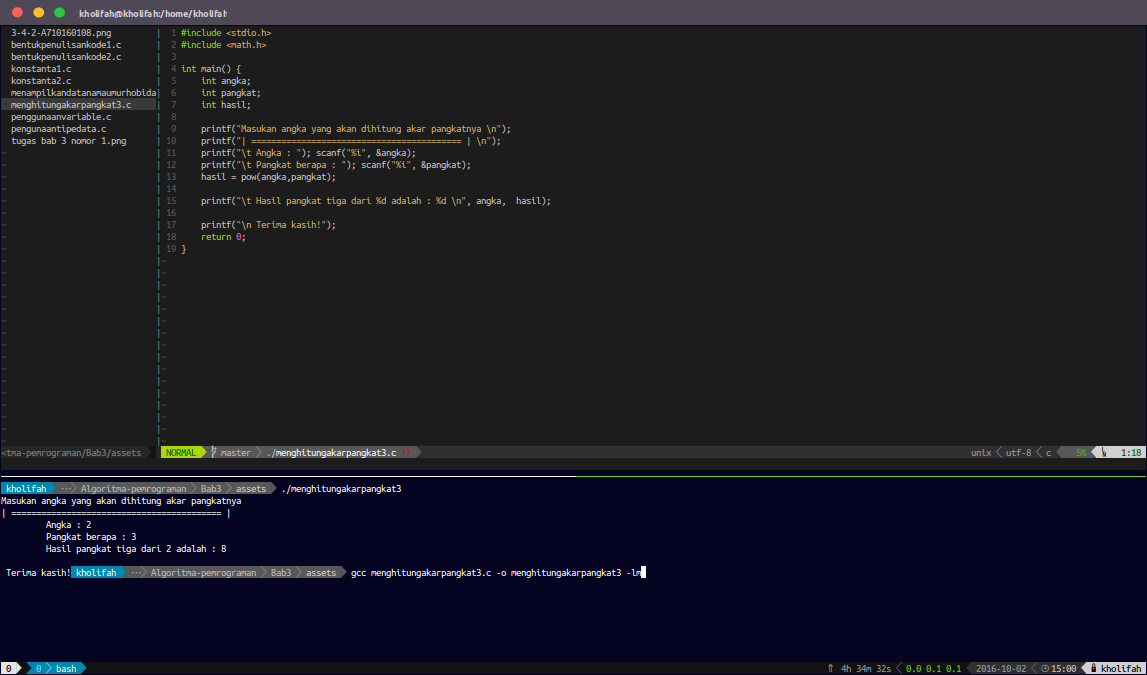 kholifah@kholifah:/home/kholifah
3-4-2-A710160108.png
bentukpenulisankode1.c
bentukpenulisankode2.c
konstanta1.c
konstanta2.c
menampilkandatanamaumurhobida
menghitungakarpangkat3.c
penggunaanvariable.c
pengunaantipedata.c
tugas bab 3 nomor 1.png
1 #include <stdio.h>
2 #include <math.h>
3
4 int main() {
5 int angka;
6 int pangkat;
7 int hasil;
8
9 printf("Masukan angka yang akan dihitung akar pangkatnya \n");
10 printf("| ========================================== | \n");
11 printf("\t Angka : "); scanf("%i", &angka);
12 printf("\t Pangkat berapa : "); scanf("%i", &pangkat);
13 hasil = pow(angka,pangkat);
14
15 printf("\t Hasil pangkat tiga dari %d adalah : %d \n", angka,  hasil);
16
17 printf("\n Terima kasih!");
18 return 0;
19 }
<tma-pemrograman/Bab3/assets NORMAL master ./menghitungakarpangkat3.c unix utf-8 c 5% 1:18
kholifah ··· Algoritma-pemrograman Bab3 assets ./menghitungakarpangkat3
Masukan angka yang akan dihitung akar pangkatnya
| ========================================== |
Angka : 2
Pangkat berapa : 3
Hasil pangkat tiga dari 2 adalah : 8
Terima kasih! kholifah ··· Algoritma-pemrograman Bab3 assets gcc menghitungakarpangkat3.c -o menghitungakarpangkat3 -lm
0 0 bash ⇑ 4h 34m 32s 0.0 0.1 0.1 2016-10-02 15:00 kholifah